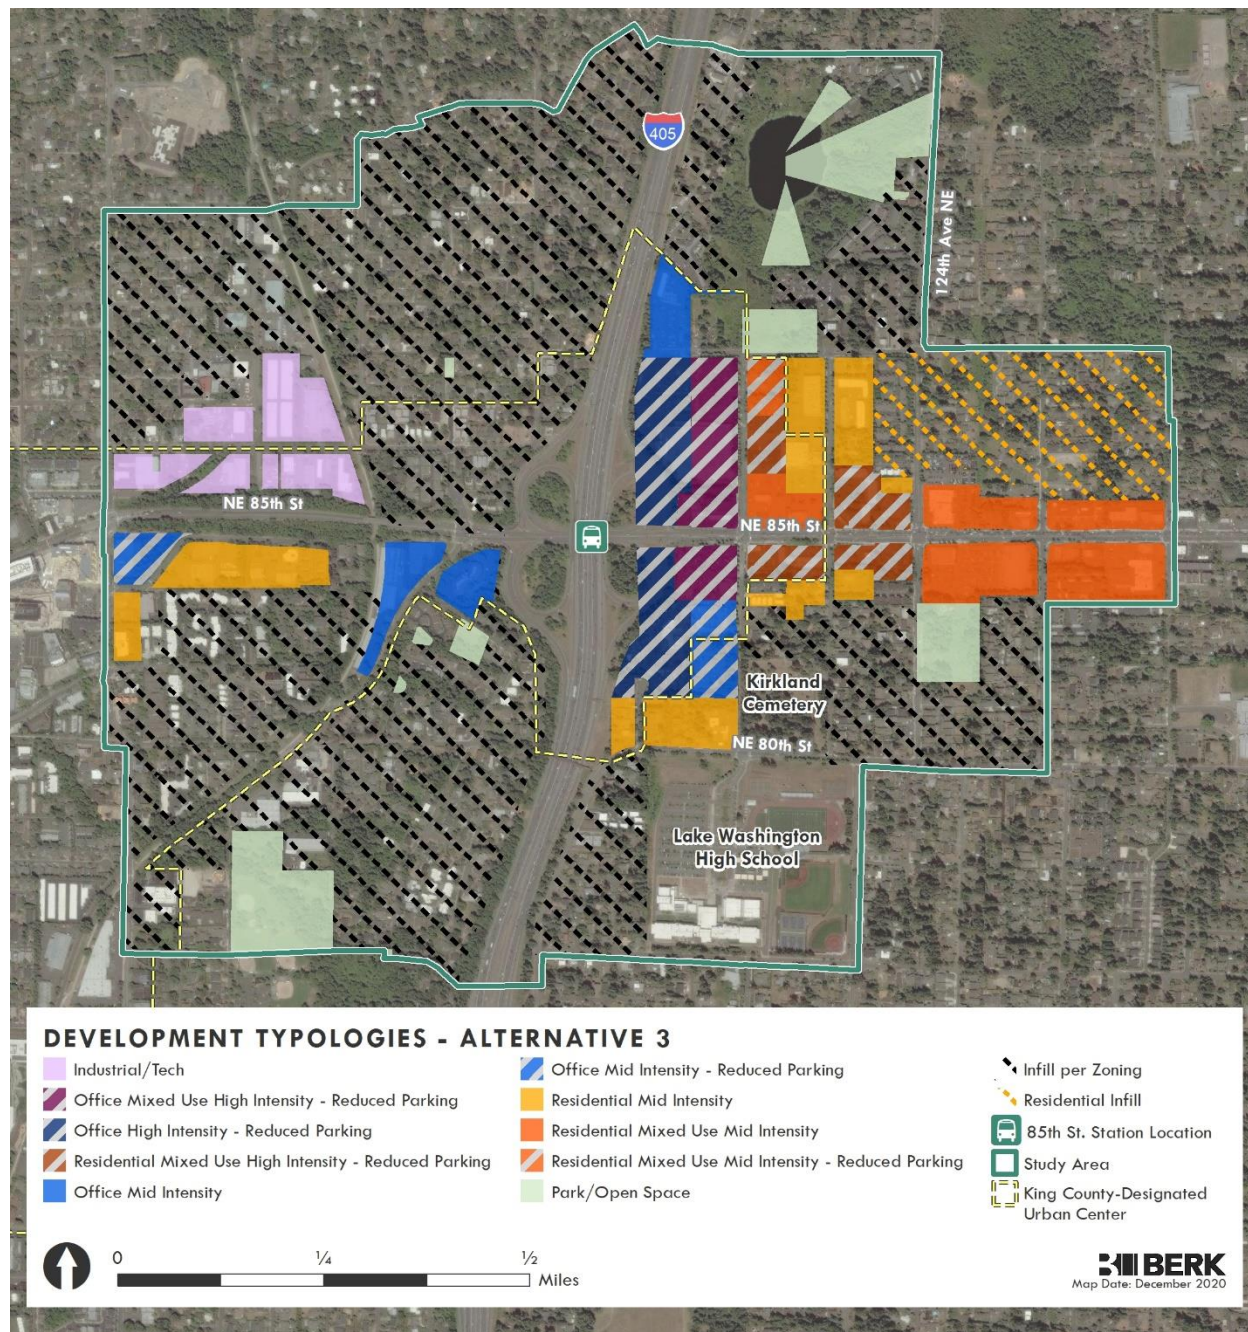 405
124th Ave NE
NE 85th St
NE 85th St
Kirkland
Cemetery
NE 80th St
Lake Washington
High School
DEVELOPMENT TYPOLOGIES - ALTERNATIVE 3
Industrial/Tech
Office Mixed Use High Intensity - Reduced Parking
Office High Intensity - Reduced Parking
Residential Mixed Use High Intensity - Reduced Parking
Office Mid Intensity
Office Mid Intensity - Reduced Parking
Residential Mid Intensity
Residential Mixed Use Mid Intensity
Residential Mixed Use Mid Intensity - Reduced Parking
Park/Open Space
Infill per Zoning
Residential Infill
85th St. Station Location
Study Area
King County-Designated
Urban Center
0 ¼ ½
Miles
BERK
Map Date: December 2020